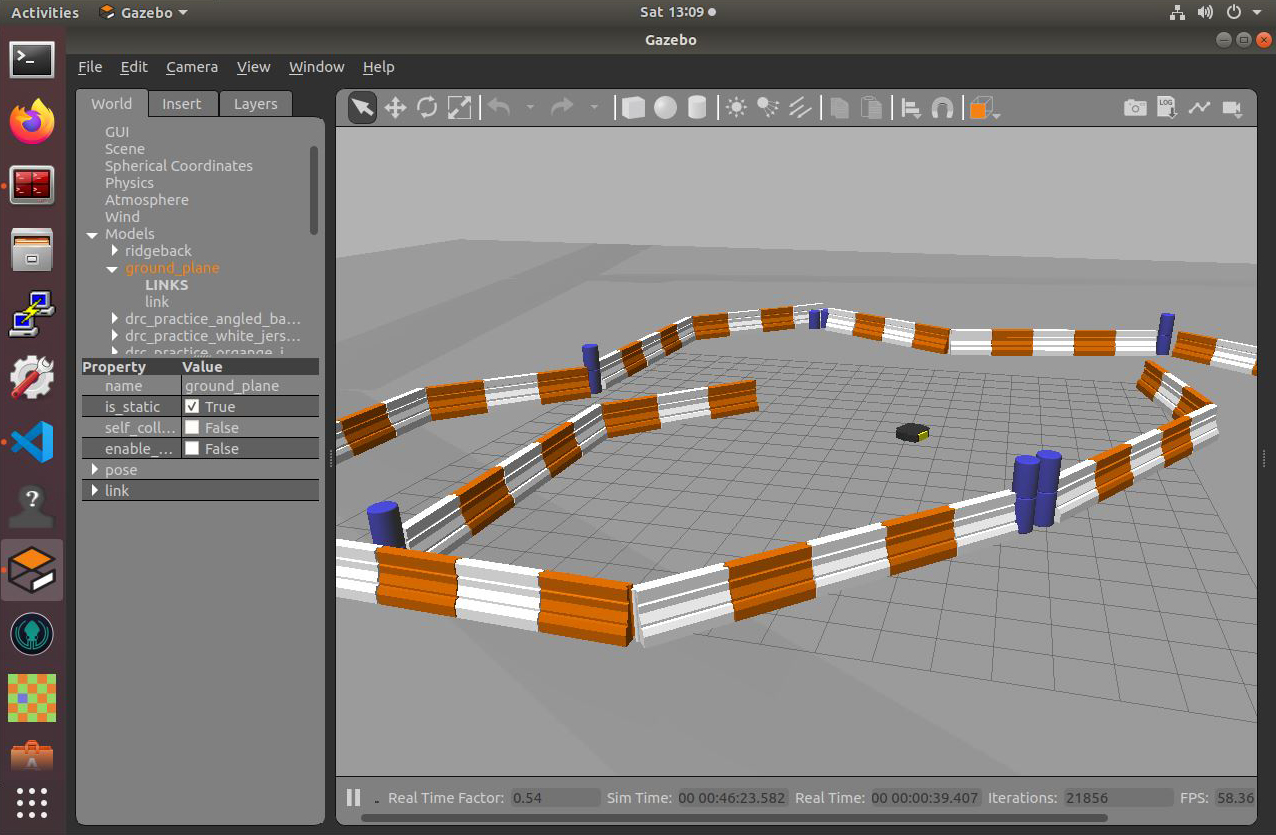 Activities Gazebo Sat 13:09
Gazebo
File Edit Camera View Window Help
World Insert Layers
LOG
GUI
Scene
Spherical Coordinates
Physics
Atmosphere
Wind
Models
ridgeback
ground_plane
LINKS
link
drc_practice_angled_ba...
drc_practice_white_jers...
drc_practice_organge_j...
Property Value
name ground_plane
is_static True
self_coll... False
enable_... False
pose
link
Real Time Factor: 0.54 Sim Time: 00 00:46:23.582 Real Time: 00 00:00:39.407 Iterations: 21856 FPS: 58.36